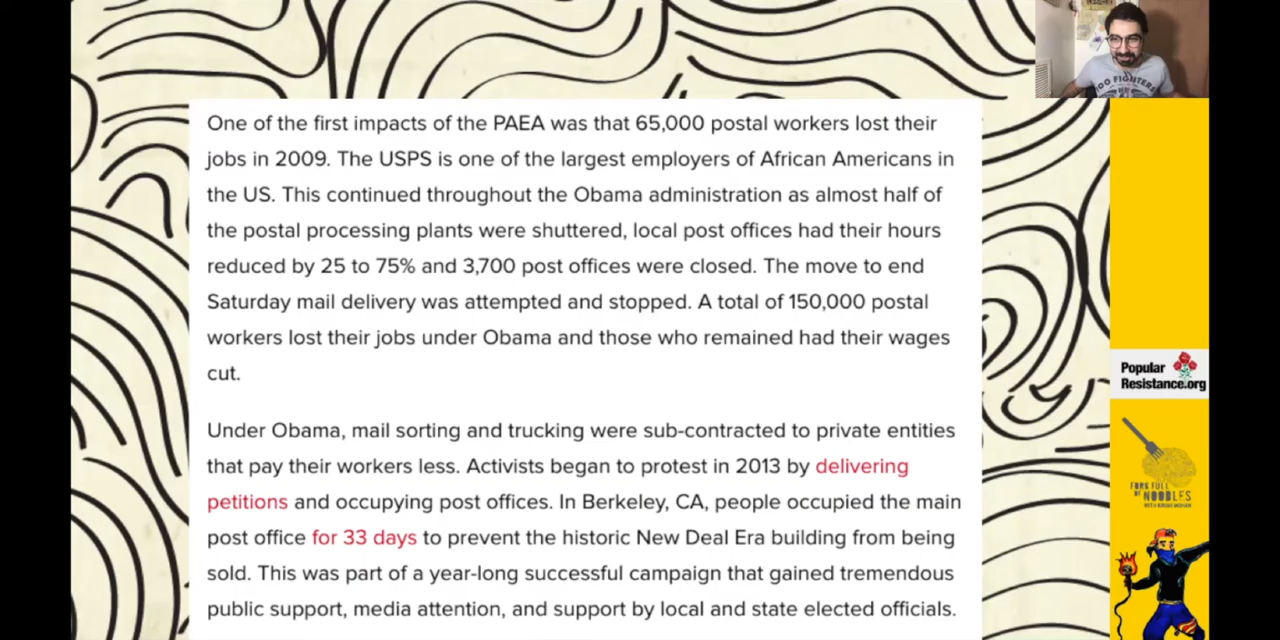 FOO FIGHTERS
One of the first impacts of the PAEA was that 65,000 postal workers lost their
jobs in 2009. The USPS is one of the largest employers of African Americans in
the US. This continued throughout the Obama administration as almost half of
the postal processing plants were shuttered, local post offices had their hours
reduced by 25 to 75% and 3,700 post offices were closed. The move to end
Saturday mail delivery was attempted and stopped. A total of 150,000 postal
workers lost their jobs under Obama and those who remained had their wages
cut.
Under Obama, mail sorting and trucking were sub-contracted to private entities
that pay their workers less. Activists began to protest in 2013 by delivering
petitions and occupying post offices. In Berkeley, CA, people occupied the main
post office for 33 days to prevent the historic New Deal Era building from being
sold. This was part of a year-long successful campaign that gained tremendous
public support, media attention, and support by local and state elected officials.
Popular
Resistance.org
FORK FULL
OF NOODLES
WITH KRISH MOHAN